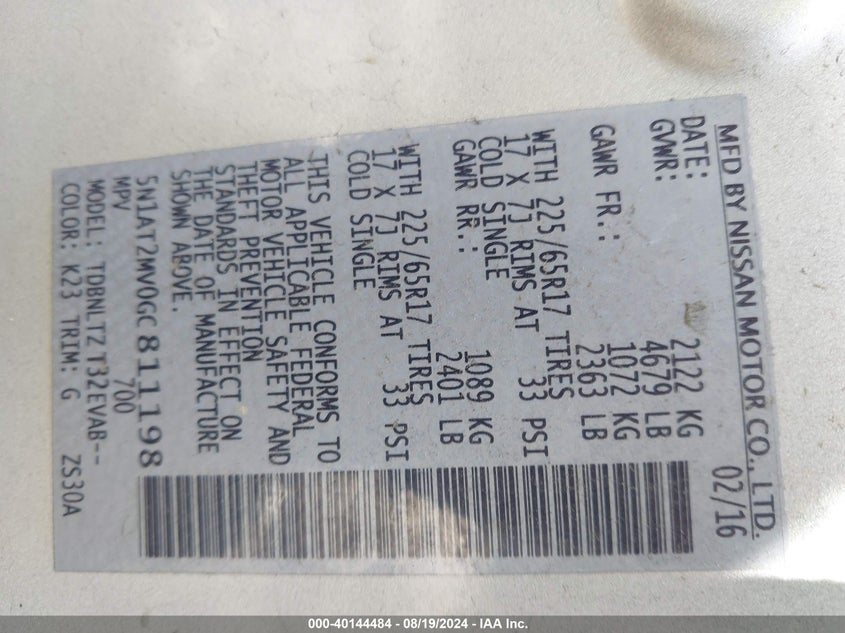 MFD BY NISSAN MOTOR CO., LTD.
DATE: 02/16
GVWR: 2122 KG
4679 LB
GAWR FR.: 1072 KG
2363 LB
WITH 225/65R17 TIRES
17 X 7J RIMS AT 33 PSI
COLD SINGLE
GAWR RR.: 1089 KG
2401 LB
WITH 225/65R17 TIRES
17 X 7J RIMS AT 33 PSI
COLD SINGLE
THIS VEHICLE CONFORMS TO
ALL APPLICABLE FEDERAL
MOTOR VEHICLE SAFETY AND
THEFT PREVENTION
STANDARDS IN EFFECT ON
THE DATE OF MANUFACTURE
SHOWN ABOVE.
5N1AT2MV0GC811198
MPV 700
MODEL: TDBNLTZ T32EVAB--
COLOR: K23 TRIM: G ZS30A
000-40144484 - 08/19/2024 - IAA Inc.